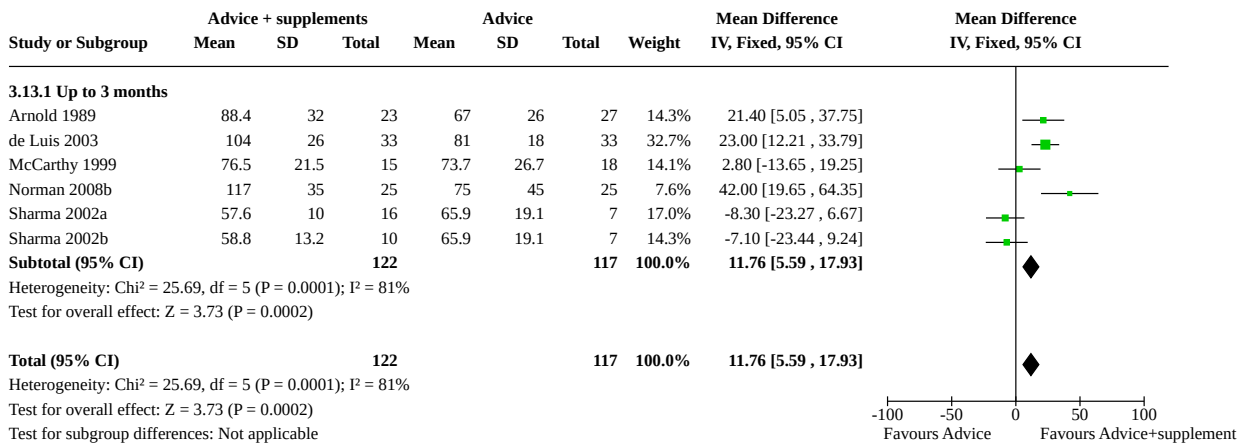 Advice + supplements Advice Mean Difference Mean Difference
Study or Subgroup Mean SD Total Mean SD Total Weight IV, Fixed, 95% CI IV, Fixed, 95% CI
3.13.1 Up to 3 months
Arnold 1989 88.4 32 23 67 26 27 14.3% 21.40 [5.05 , 37.75]
de Luis 2003 104 26 33 81 18 33 32.7% 23.00 [12.21 , 33.79]
McCarthy 1999 76.5 21.5 15 73.7 26.7 18 14.1% 2.80 [-13.65 , 19.25]
Norman 2008b 117 35 25 75 45 25 7.6% 42.00 [19.65 , 64.35]
Sharma 2002a 57.6 10 16 65.9 19.1 7 17.0% -8.30 [-23.27 , 6.67]
Sharma 2002b 58.8 13.2 10 65.9 19.1 7 14.3% -7.10 [-23.44 , 9.24]
Subtotal (95% CI) 122 117 100.0% 11.76 [5.59 , 17.93]
Heterogeneity: Chi² = 25.69, df = 5 (P = 0.0001); I² = 81%
Test for overall effect: Z = 3.73 (P = 0.0002)
Total (95% CI) 122 117 100.0% 11.76 [5.59 , 17.93]
Heterogeneity: Chi² = 25.69, df = 5 (P = 0.0001); I² = 81%
Test for overall effect: Z = 3.73 (P = 0.0002) -100 -50 0 50 100
Test for subgroup differences: Not applicable Favours Advice Favours Advice+supplement